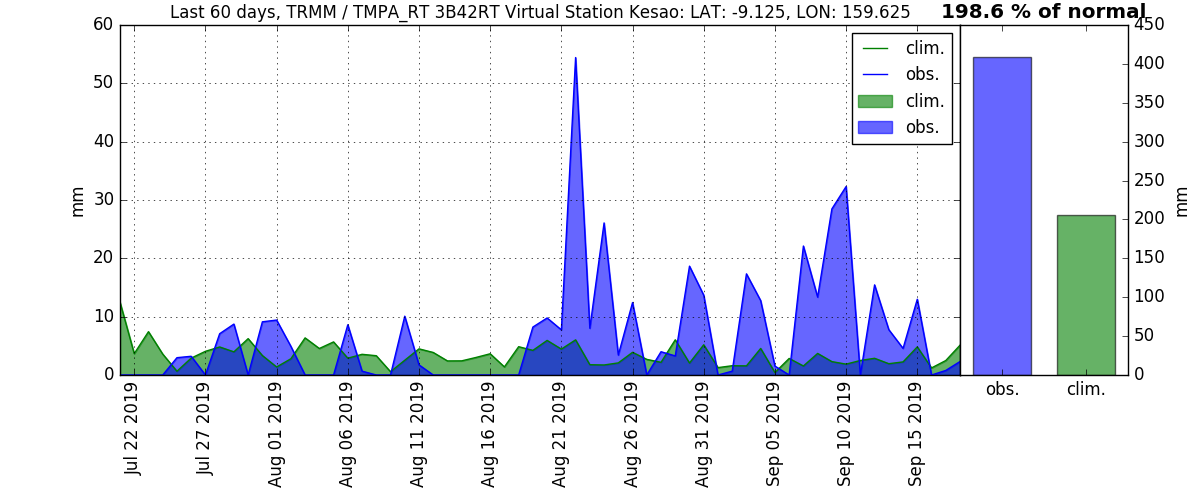 Last 60 days, TRMM / TMPA_RT 3B42RT Virtual Station Kesao: LAT: -9.125, LON: 159.625
198.6 % of normal
60
50
40
30
20
10
0
mm
clim.
obs.
clim.
obs.
450
400
350
300
250
200
150
100
50
0
mm
Jul 22 2019
Jul 27 2019
Aug 01 2019
Aug 06 2019
Aug 11 2019
Aug 16 2019
Aug 21 2019
Aug 26 2019
Aug 31 2019
Sep 05 2019
Sep 10 2019
Sep 15 2019
obs.
clim.